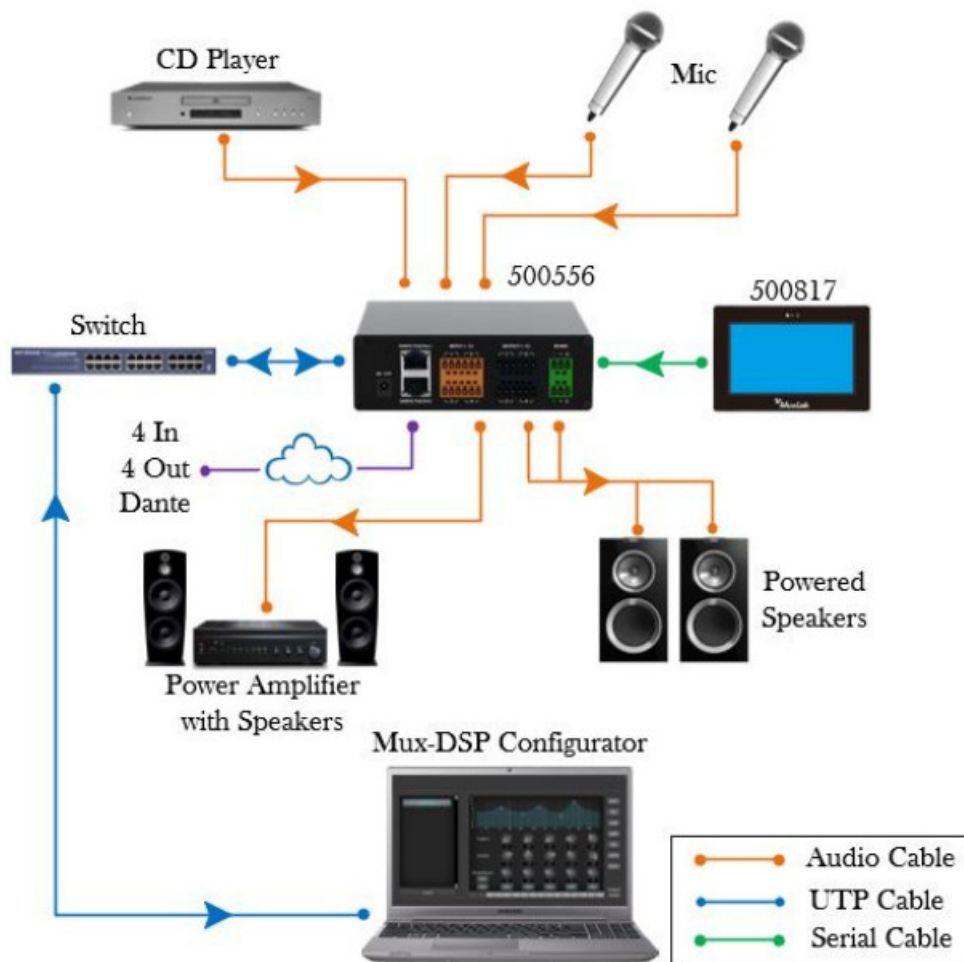 CD Player
Mic
500556
500817
Switch
MuxLab
4 In
4 Out
Dante
Powered
Speakers
Power Amplifier
with Speakers
Mux-DSP Configurator
Audio Cable
UTP Cable
Serial Cable